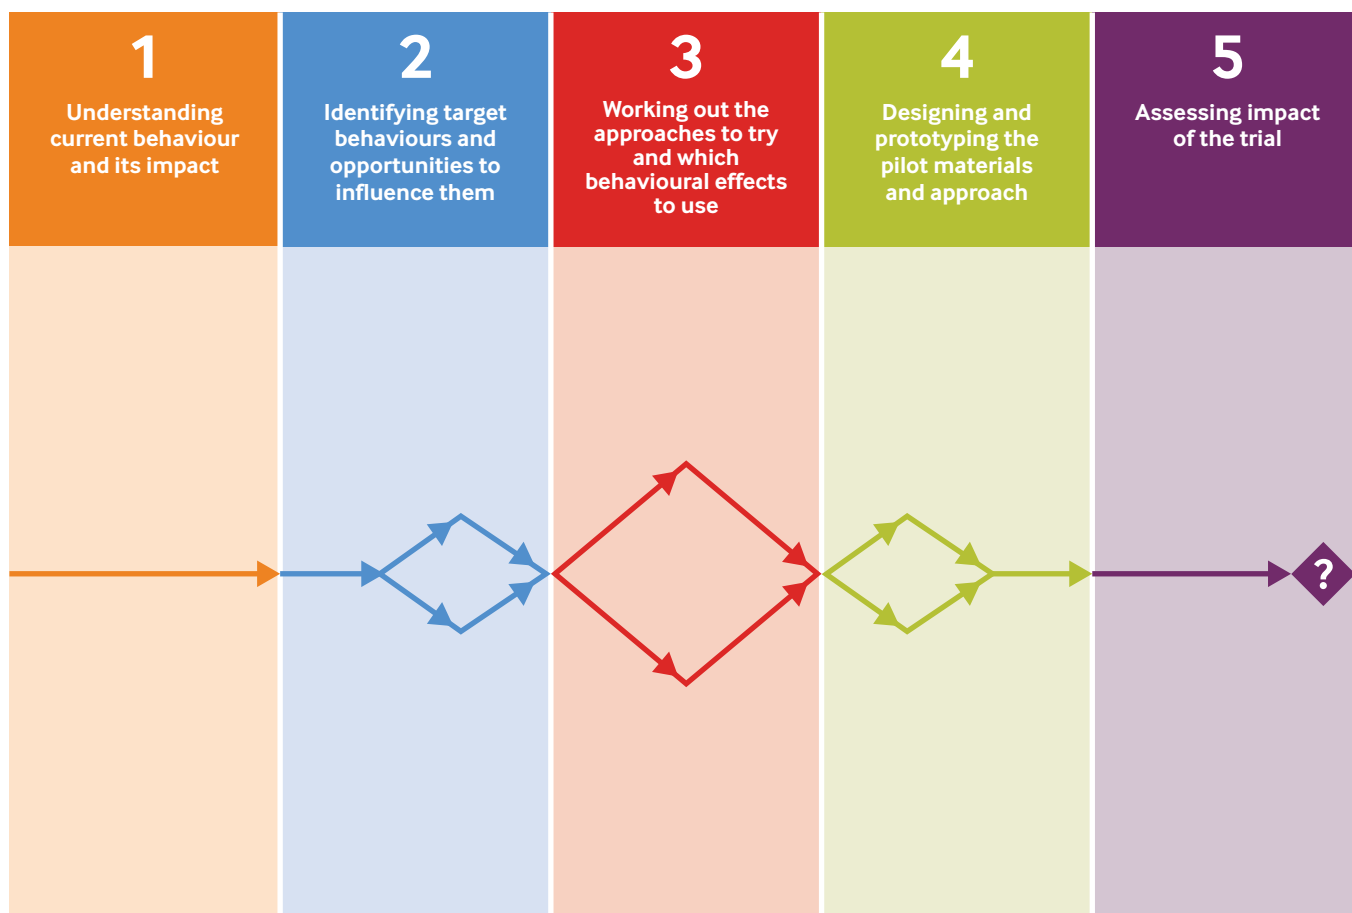 1
Understanding
current behaviour
and its impact
2
Identifying target
behaviours and
opportunities to
influence them
3
Working out the
approaches to try
and which
behavioural effects
to use
4
Designing and
prototyping the
pilot materials
and approach
5
Assessing impact
of the trial
?